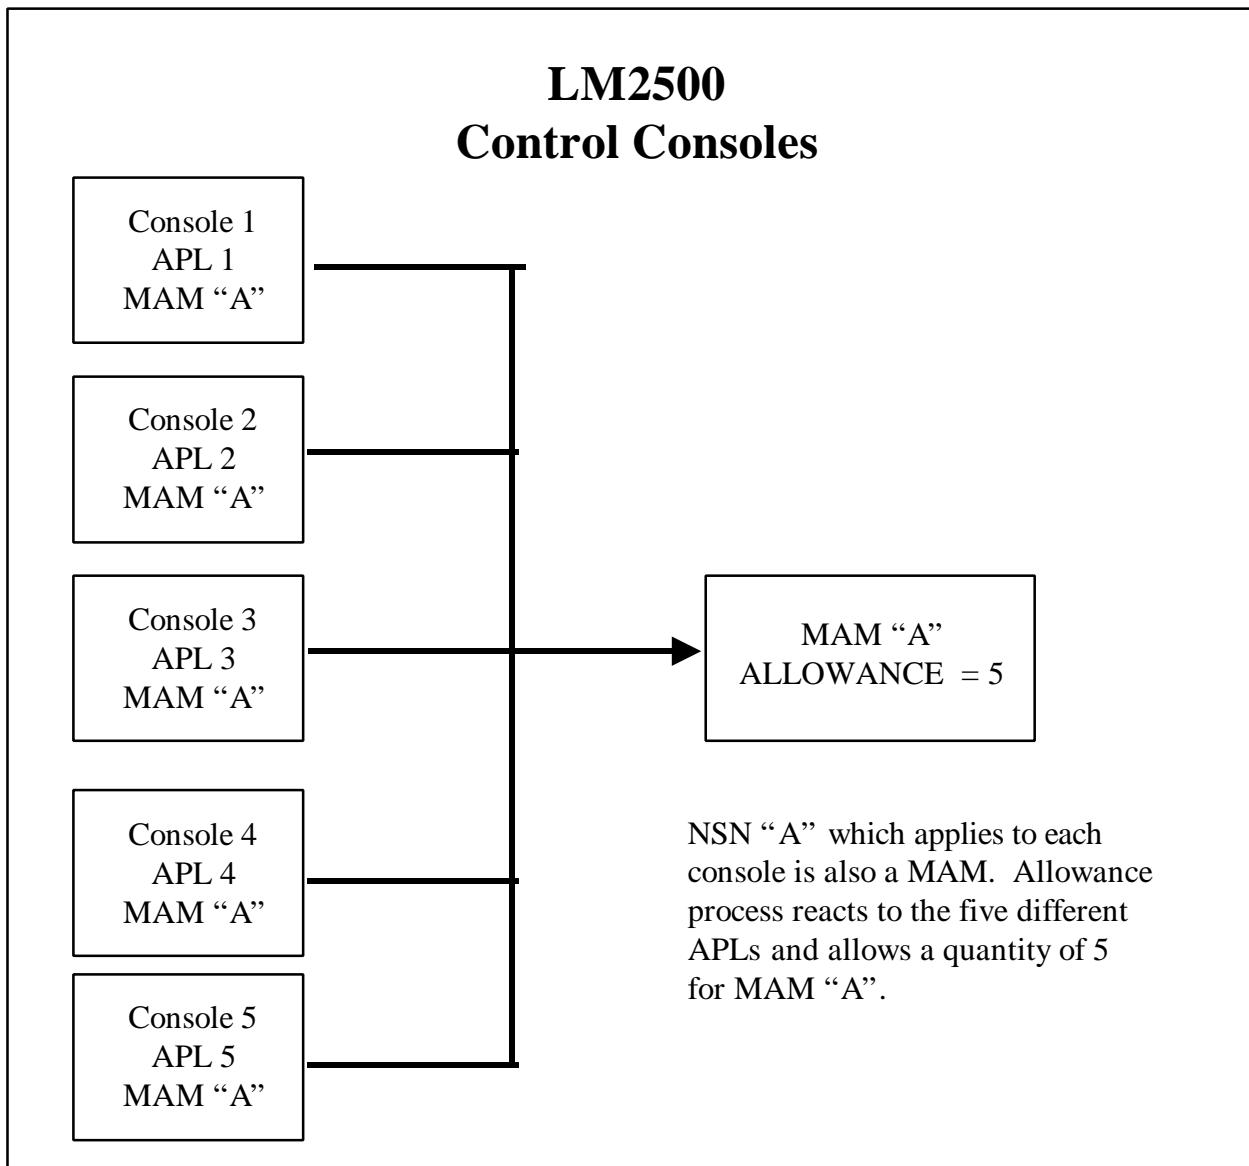 LM2500
Control Consoles
Console 1
APL 1
MAM “A”
Console 2
APL 2
MAM “A”
Console 3
APL 3
MAM “A”
Console 4
APL 4
MAM “A”
Console 5
APL 5
MAM “A”
MAM “A”
ALLOWANCE = 5
NSN “A” which applies to each
console is also a MAM. Allowance
process reacts to the five different
APLs and allows a quantity of 5
for MAM “A”.